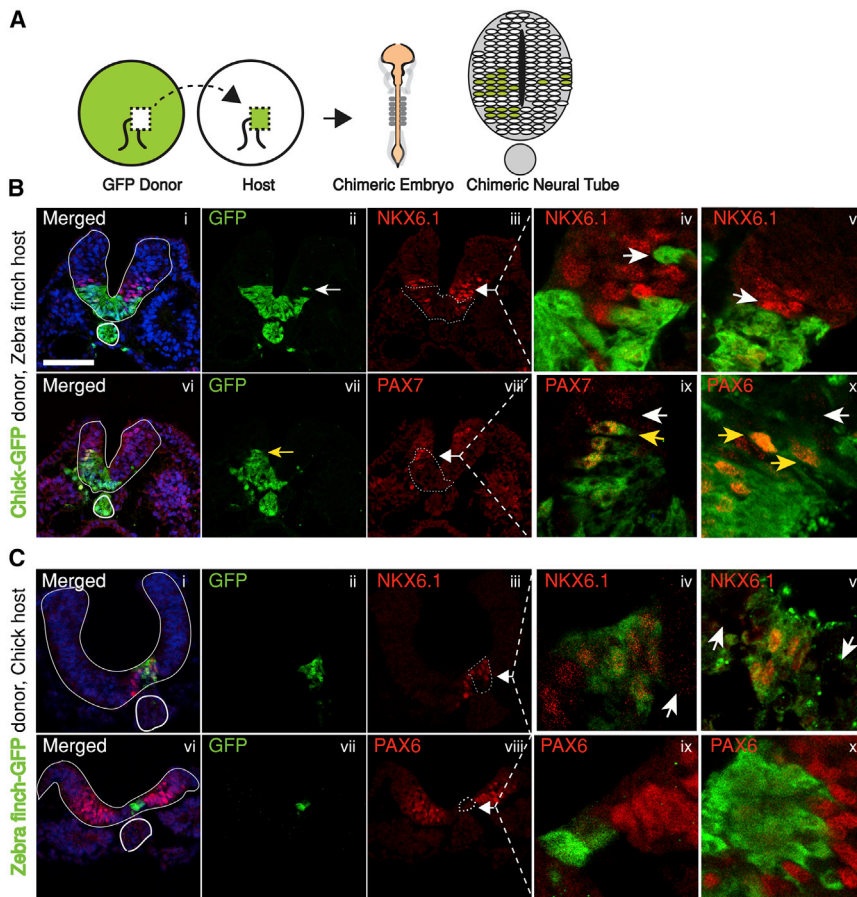 A
GFP Donor
Host
Chimeric Embryo
Chimeric Neural Tube
B
Chick-GFP donor, Zebra finch host
Merged i
GFP ii
NKX6.1 iii
NKX6.1 iv
NKX6.1 v
Merged vi
GFP vii
PAX7 viii
PAX7 ix
PAX6 x
C
Zebra finch-GFP donor, Chick host
Merged i
GFP ii
NKX6.1 iii
NKX6.1 iv
NKX6.1 v
Merged vi
GFP vii
PAX6 viii
PAX6 ix
PAX6 x